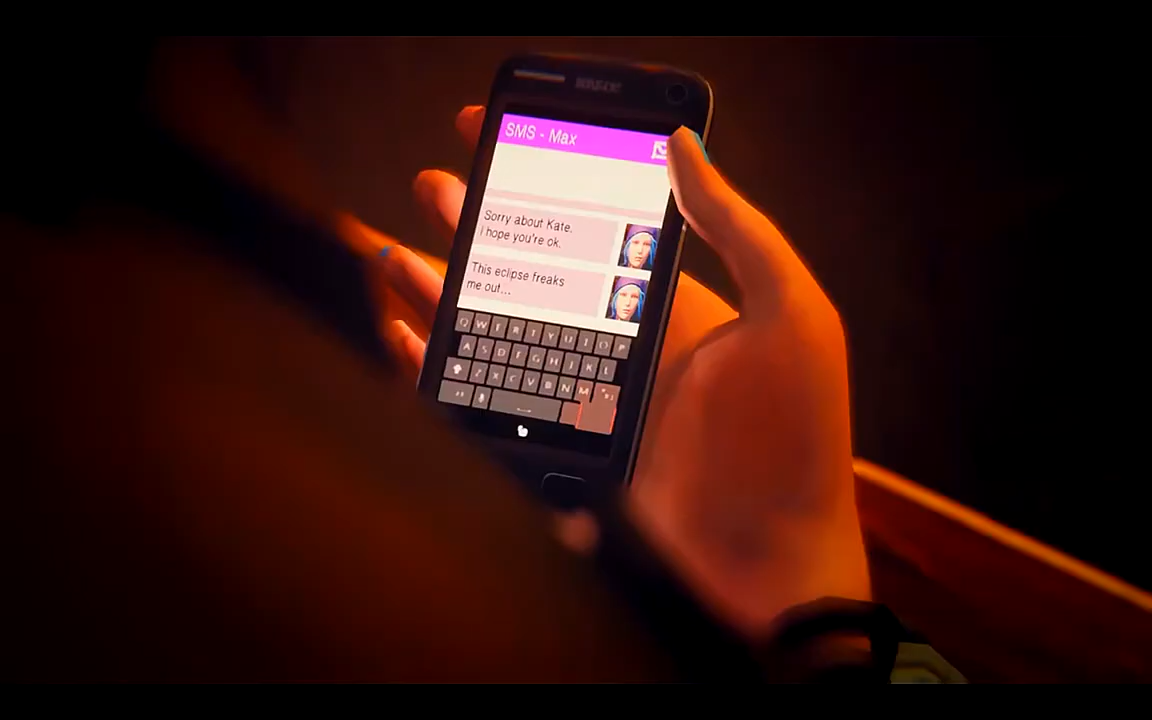 SMS - Max
Sorry about Kate.
I hope you're ok.
This eclipse freaks
me out...
Q W E R T Y U I O P
A S D F G H J K L
Z X C V B N M